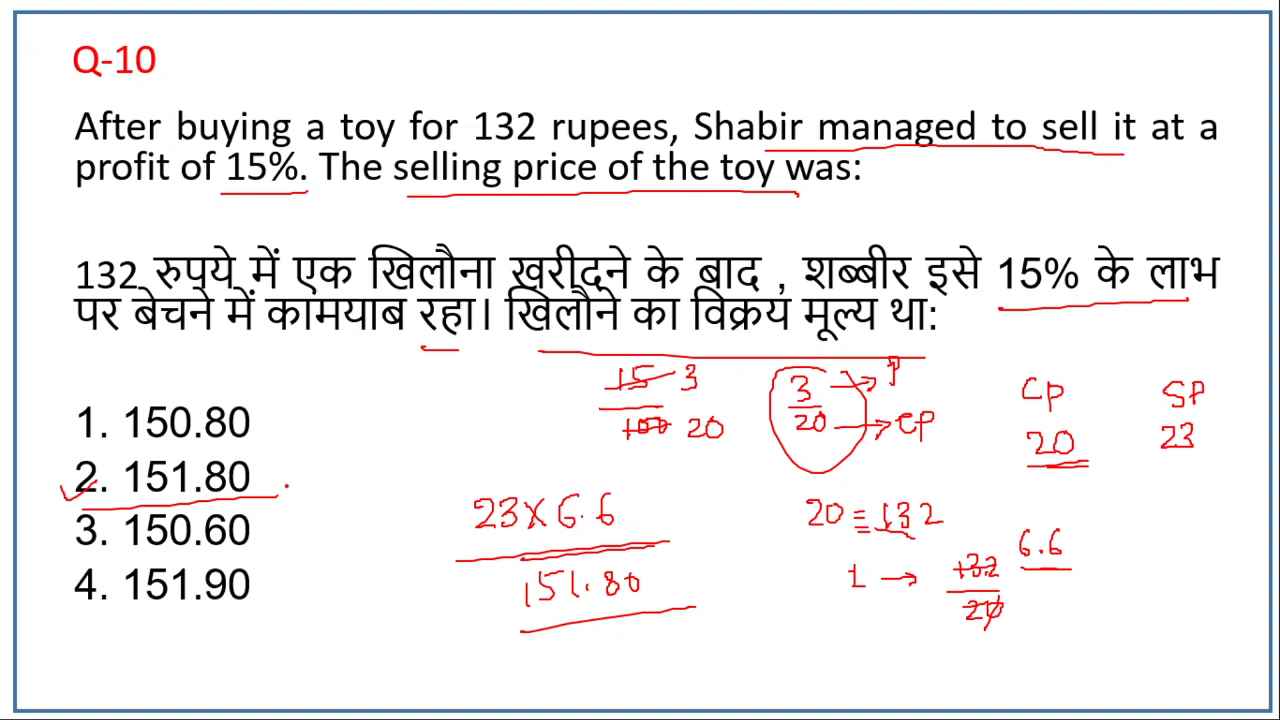 Q-10
After buying a toy for 132 rupees, Shabir managed to sell it at a
profit of 15%. The selling price of the toy was:
132 रुपये में एक खिलौना खरीदने के बाद , शब्बीर इसे 15% के लाभ
पर बेचने में कामयाब रहा। खिलौने का विक्रय मूल्य था:
1. 150.80
2. 151.80
3. 150.60
4. 151.90
15 3
100 20
3 → P
20 → CP
CP SP
20 23
23 × 6.6
151.80
20 = 132
1 → 132 6.6
20